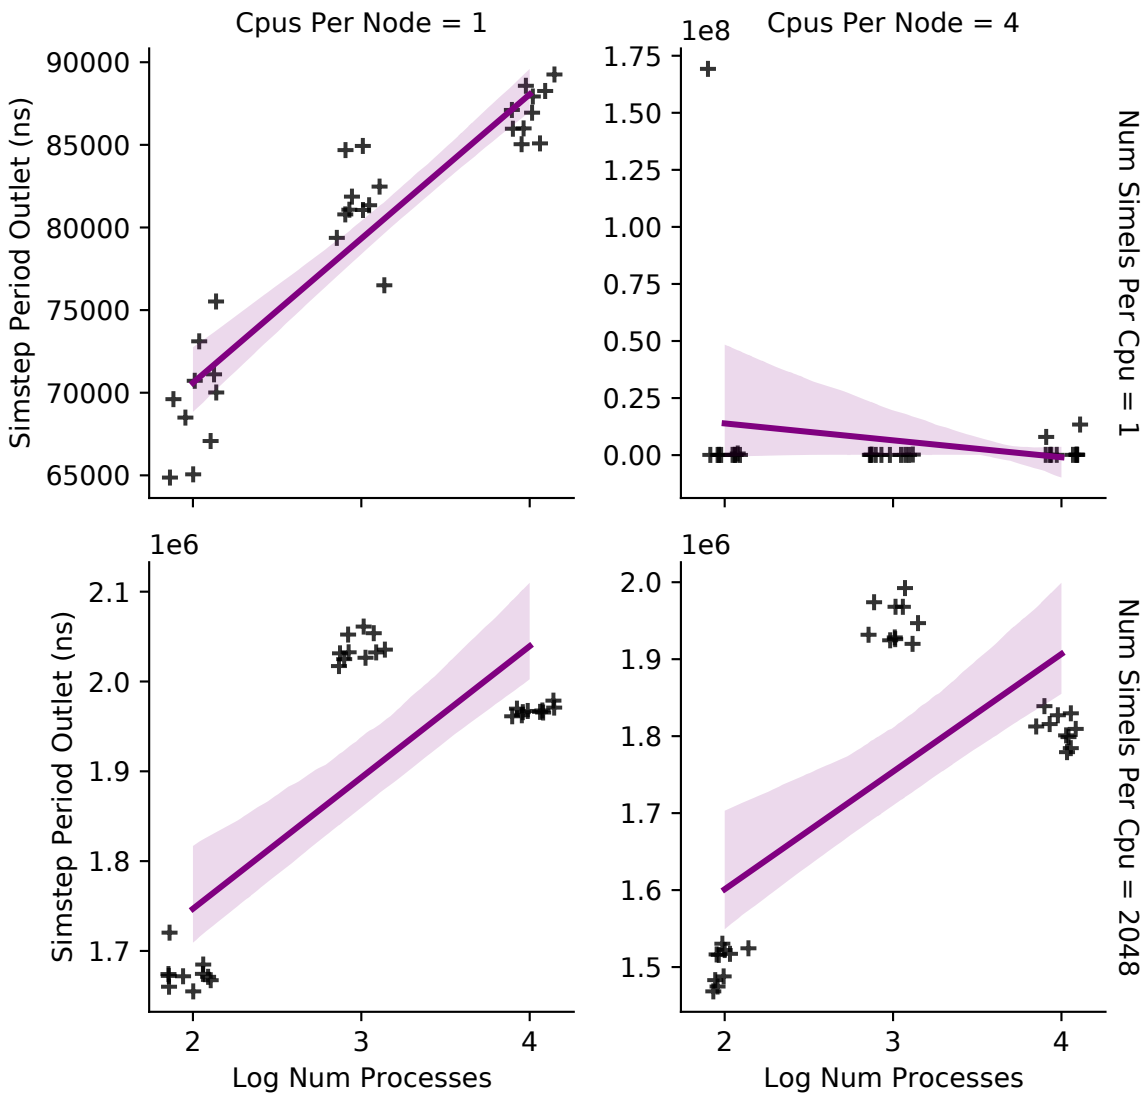 Cpus Per Node = 1
Cpus Per Node = 4
1e8
90000
85000
80000
75000
70000
65000
Simstep Period Outlet (ns)
1.75
1.50
1.25
1.00
0.75
0.50
0.25
0.00
Num Simels Per Cpu = 1
1e6
2.1
2.0
1.9
1.8
1.7
Simstep Period Outlet (ns)
2
3
4
Log Num Processes
1e6
2.0
1.9
1.8
1.7
1.6
1.5
2
3
4
Log Num Processes
Num Simels Per Cpu = 2048